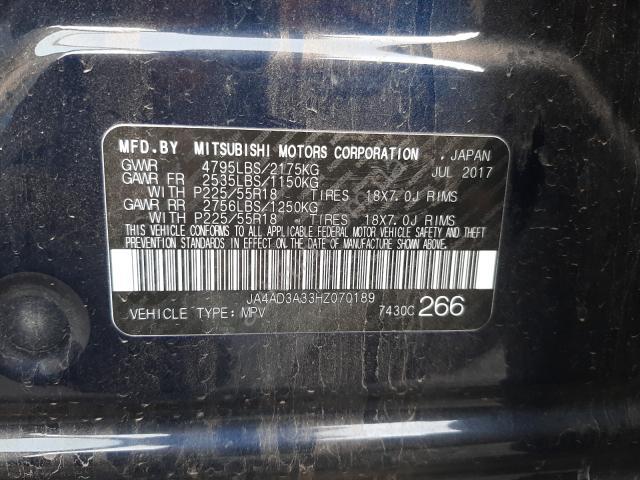 MFD.BY MITSUBISHI MOTORS CORPORATION , JAPAN
GVWR 4795LBS/2175KG JUL 2017
GAWR FR 2535LBS/1150KG
WITH P225/55R18 TIRES 18X7.0J RIMS
GAWR RR 2756LBS/1250KG
WITH P225/55R18 TIRES 18X7.0J RIMS
THIS VEHICLE CONFORMS TO ALL APPLICABLE FEDERAL MOTOR VEHICLE SAFETY AND THEFT
PREVENTION STANDARDS IN EFFECT ON THE DATE OF MANUFACTURE SHOWN ABOVE.
JA4AD3A33HZ070189
VEHICLE TYPE: MPV 7430C 266